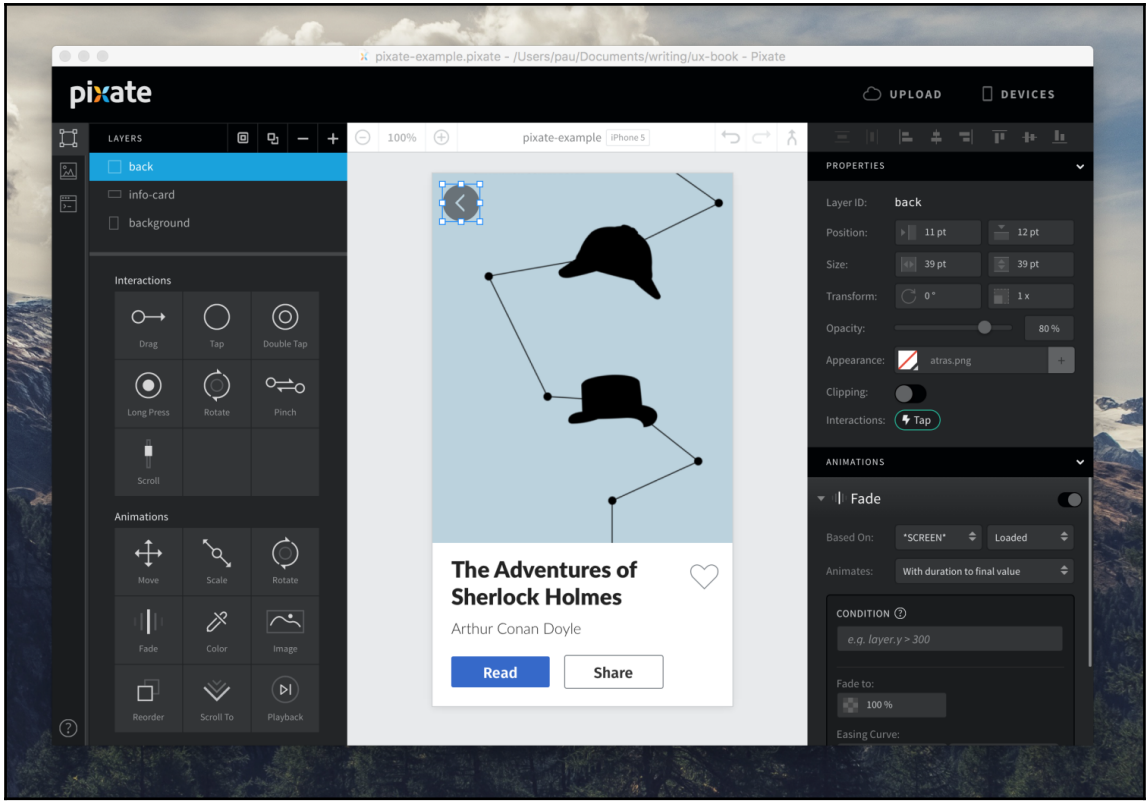 pixate-example.pixate - /Users/pau/Documents/writing/ux-book - Pixate
pixate
UPLOAD
DEVICES
LAYERS
100%
pixate-example iPhone 5
back
info-card
background
Interactions
Drag Tap Double Tap
Long Press Rotate Pinch
Scroll
Animations
Move Scale Rotate
Fade Color Image
Reorder Scroll To Playback
?
The Adventures of
Sherlock Holmes
Arthur Conan Doyle
Read Share
PROPERTIES
Layer ID: back
Position: 11 pt 12 pt
Size: 39 pt 39 pt
Transform: 0° 1 x
Opacity: 80 %
Appearance: atras.png +
Clipping:
Interactions: Tap
ANIMATIONS
Fade
Based On: *SCREEN* Loaded
Animates: With duration to final value
CONDITION ?
e.g. layer.y > 300
Fade to:
100 %
Easing Curve: